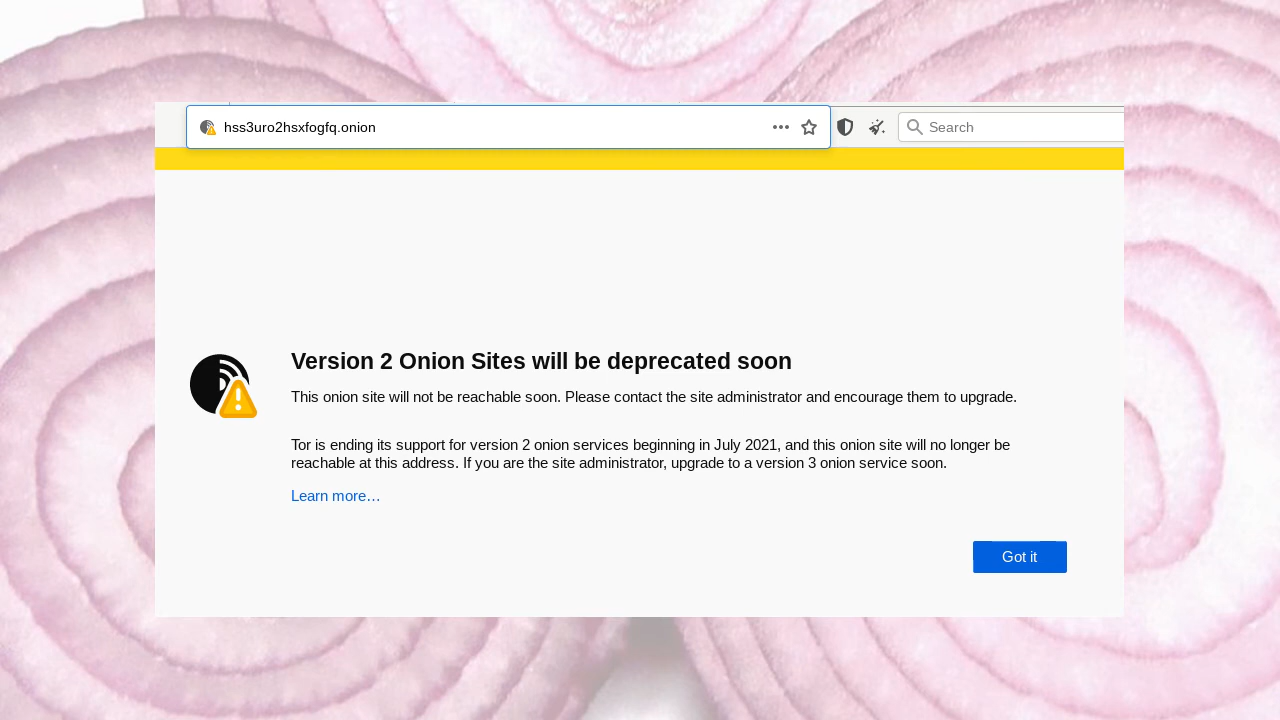 hss3uro2hsxfogfq.onion
Search
Version 2 Onion Sites will be deprecated soon
This onion site will not be reachable soon. Please contact the site administrator and encourage them to upgrade.
Tor is ending its support for version 2 onion services beginning in July 2021, and this onion site will no longer be
reachable at this address. If you are the site administrator, upgrade to a version 3 onion service soon.
Learn more…
Got it